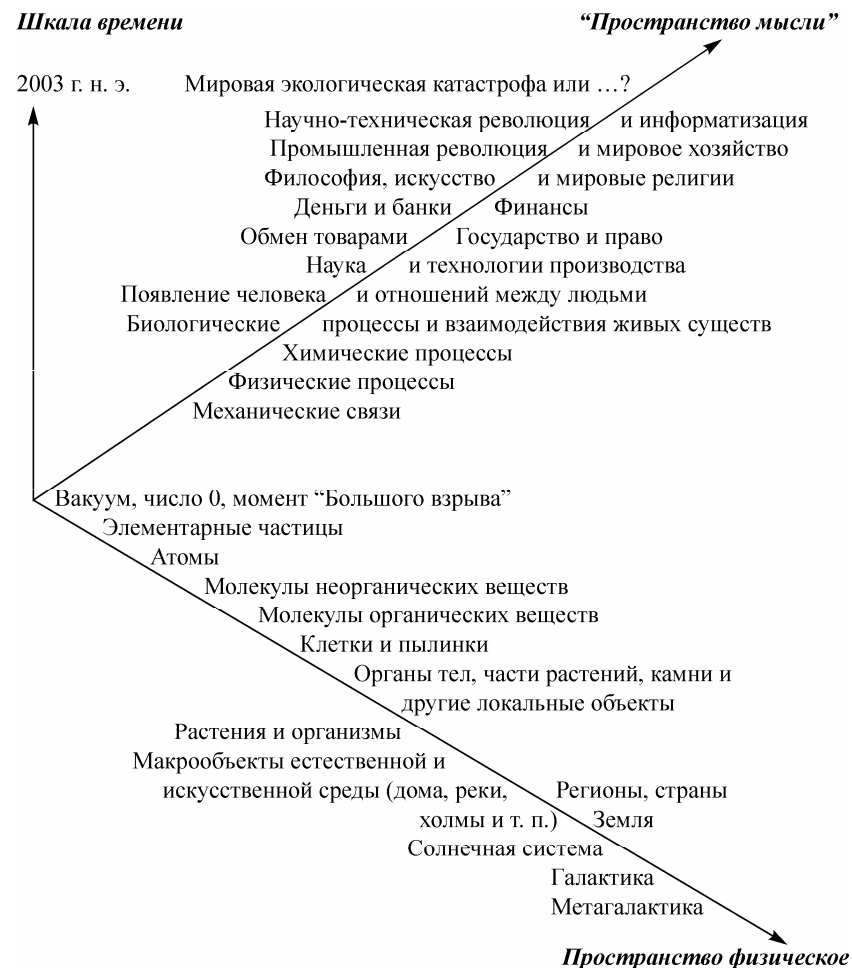 Шкала времени “Пространство мысли”
2003 г. н. э. Мировая экологическая катастрофа или …?
Научно-техническая революция и информатизация
Промышленная революция и мировое хозяйство
Философия, искусство и мировые религии
Деньги и банки Финансы
Обмен товарами Государство и право
Наука и технологии производства
Появление человека и отношений между людьми
Биологические процессы и взаимодействия живых существ
Химические процессы
Физические процессы
Механические связи
Вакуум, число 0, момент “Большого взрыва”
Элементарные частицы
Атомы
Молекулы неорганических веществ
Молекулы органических веществ
Клетки и пылинки
Органы тел, части растений, камни и
другие локальные объекты
Растения и организмы
Макрообъекты естественной и
искусственной среды (дома, реки, Регионы, страны
холмы и т. п.) Земля
Солнечная система
Галактика
Метагалактика
Пространство физическое